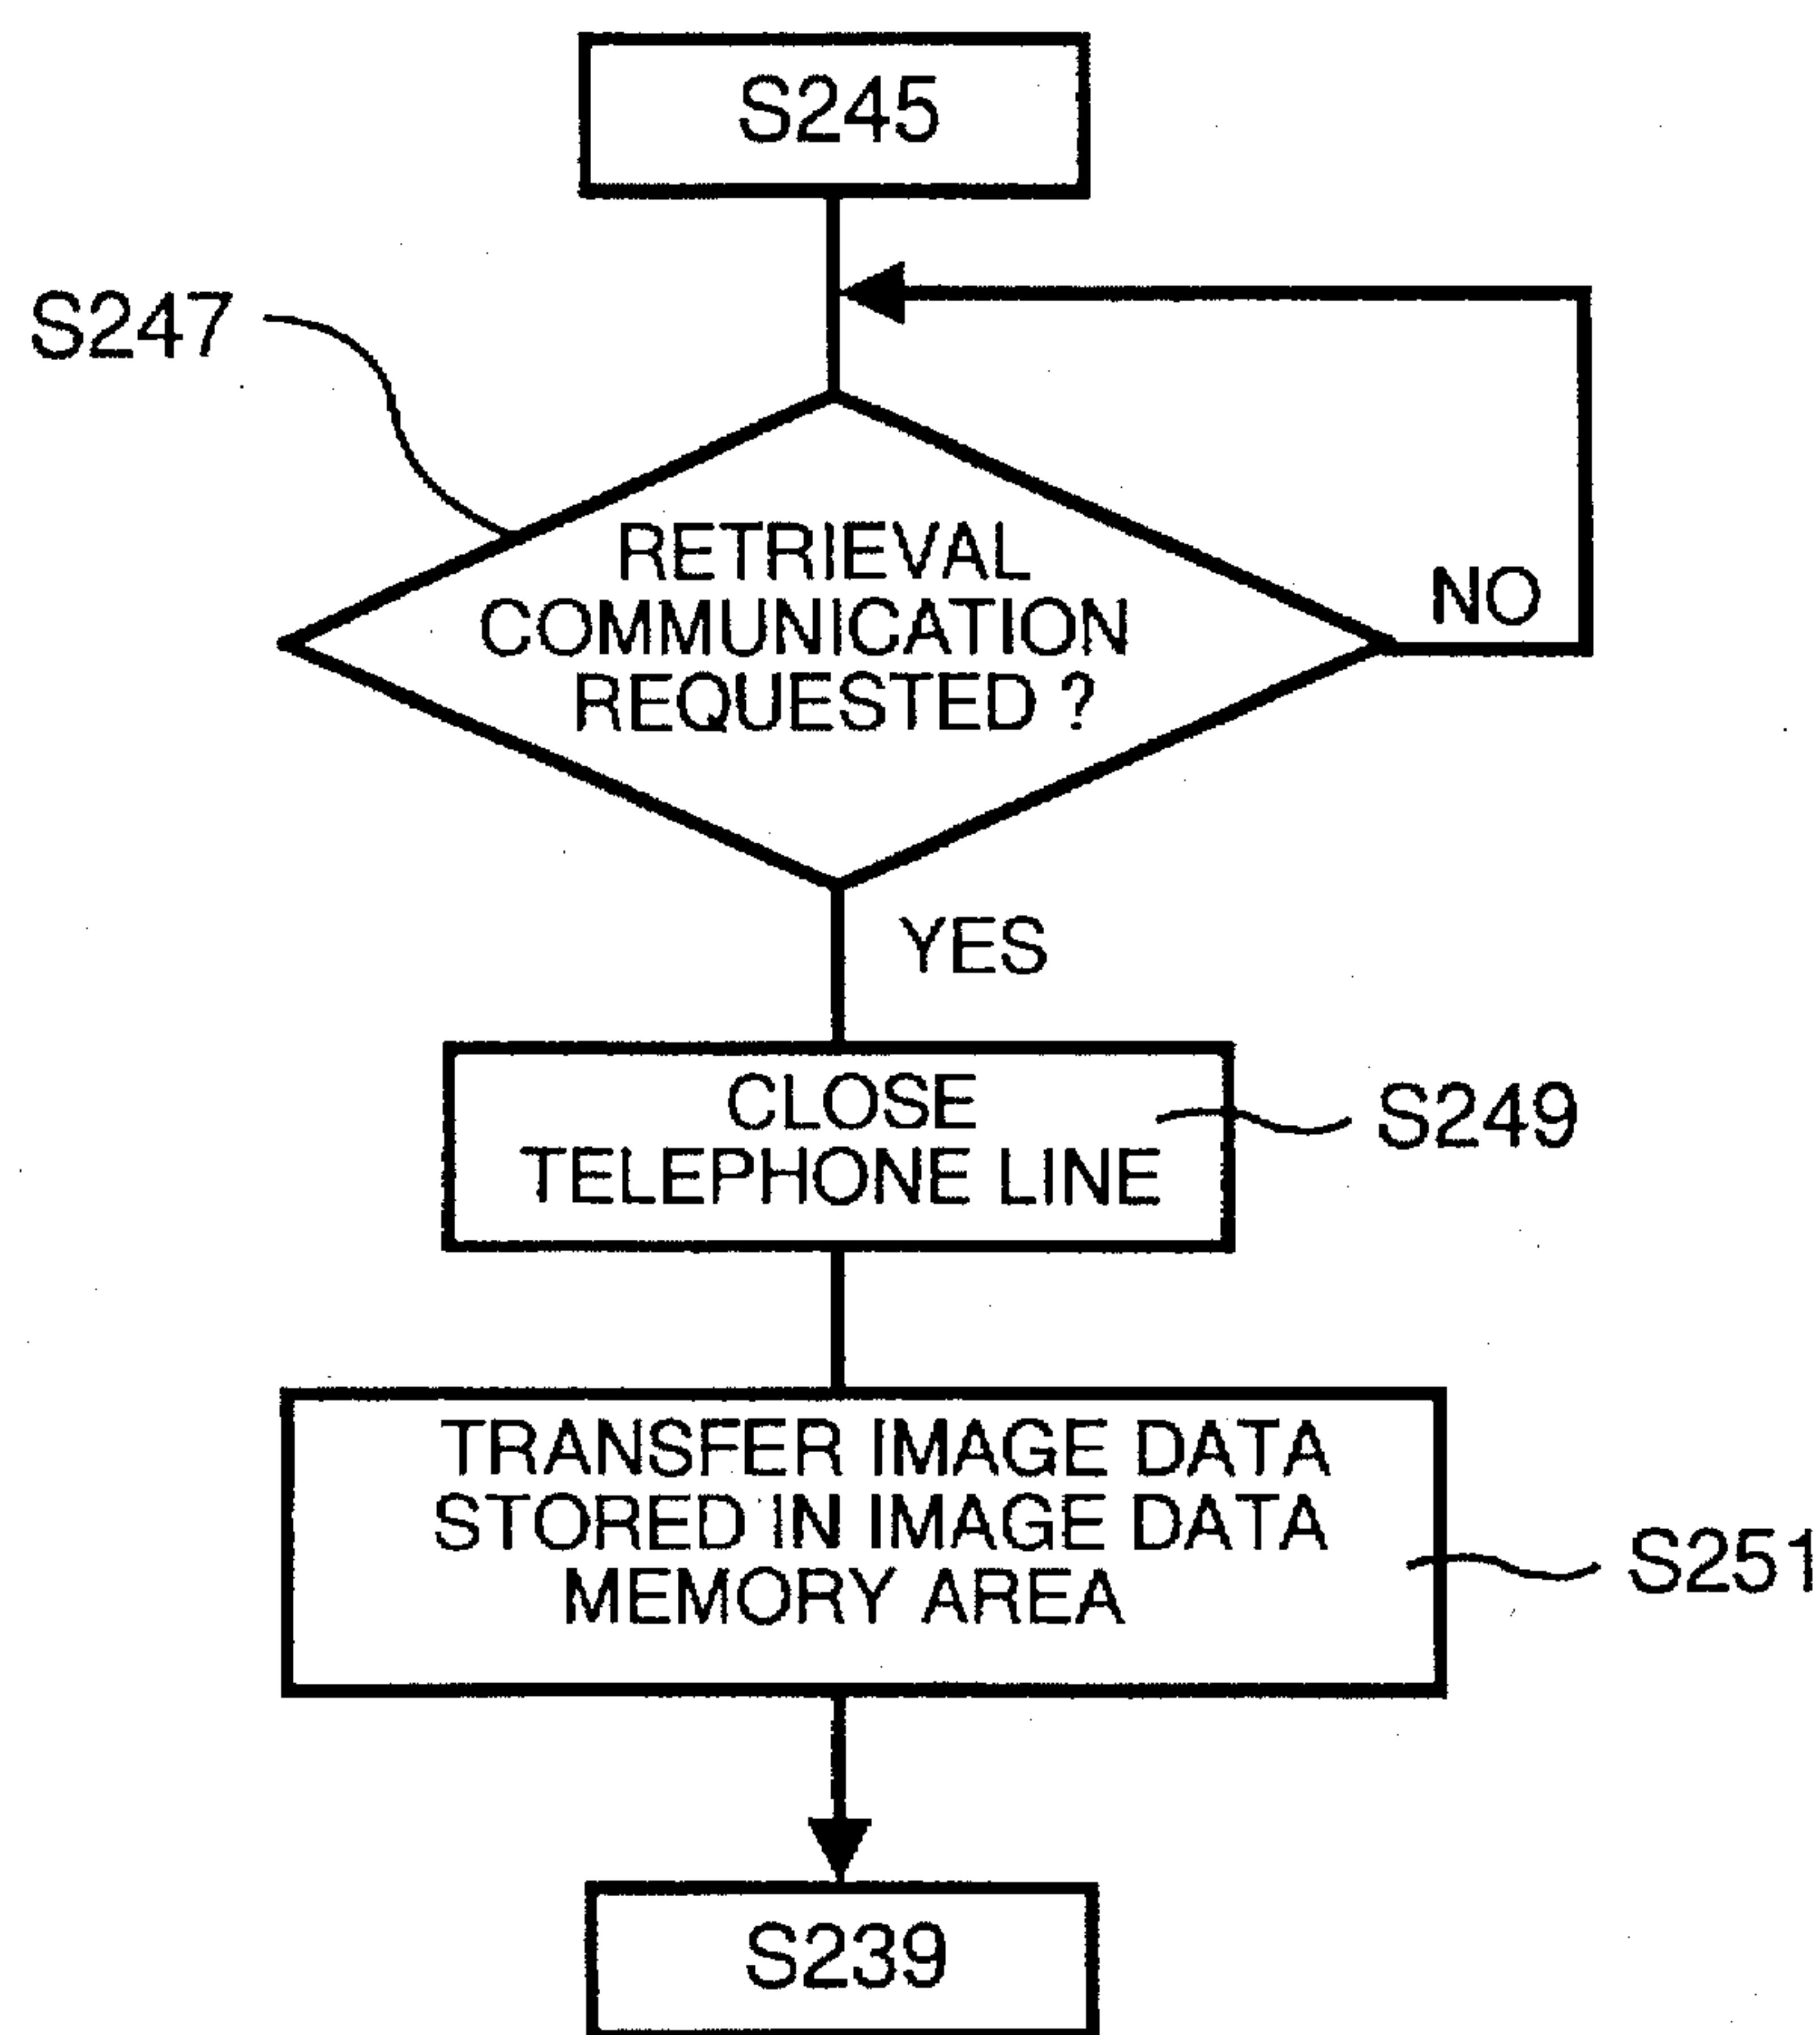 S245
S247
RETRIEVAL
COMMUNICATION
REQUESTED ?
NO
YES
CLOSE
TELEPHONE LINE
S249
TRANSFER IMAGE DATA
STORED IN IMAGE DATA
MEMORY AREA
S251
S239